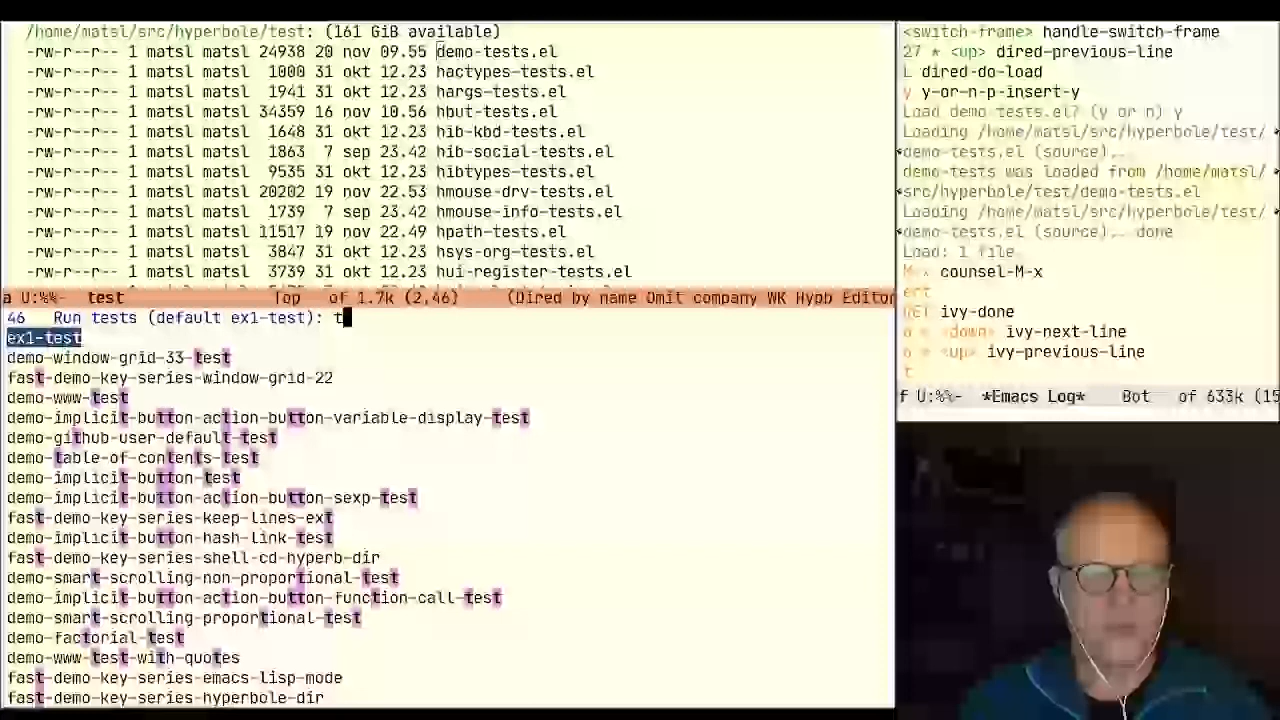 /home/matsl/src/hyperbole/test: (161 GiB available)
-rw-r--r-- 1 matsl matsl 24938 20 nov 09.55 demo-tests.el
-rw-r--r-- 1 matsl matsl 1000 31 okt 12.23 hactypes-tests.el
-rw-r--r-- 1 matsl matsl 1941 31 okt 12.23 hargs-tests.el
-rw-r--r-- 1 matsl matsl 34359 16 nov 10.56 hbut-tests.el
-rw-r--r-- 1 matsl matsl 1648 31 okt 12.23 hib-kbd-tests.el
-rw-r--r-- 1 matsl matsl 1863 7 sep 23.42 hib-social-tests.el
-rw-r--r-- 1 matsl matsl 9535 31 okt 12.23 hibtypes-tests.el
-rw-r--r-- 1 matsl matsl 20202 19 nov 22.53 hmouse-drv-tests.el
-rw-r--r-- 1 matsl matsl 1739 7 sep 23.42 hmouse-info-tests.el
-rw-r--r-- 1 matsl matsl 11517 19 nov 22.49 hpath-tests.el
-rw-r--r-- 1 matsl matsl 3847 31 okt 12.23 hsys-org-tests.el
-rw-r--r-- 1 matsl matsl 3739 31 okt 12.23 hui-register-tests.el
a U:%%- test Top of 1.7k (2,46) (Dired by name Omit company WK Hypb Editor
46 Run tests (default ex1-test): t
ex1-test
demo-window-grid-33-test
fast-demo-key-series-window-grid-22
demo-www-test
demo-implicit-button-action-button-variable-display-test
demo-github-user-default-test
demo-table-of-contents-test
demo-implicit-button-test
demo-implicit-button-action-button-sexp-test
fast-demo-key-series-keep-lines-ext
demo-implicit-button-hash-link-test
fast-demo-key-series-shell-cd-hyperb-dir
demo-smart-scrolling-non-proportional-test
demo-implicit-button-action-button-function-call-test
demo-smart-scrolling-proportional-test
demo-factorial-test
demo-www-test-with-quotes
fast-demo-key-series-emacs-lisp-mode
fast-demo-key-series-hyperbole-dir
<switch-frame> handle-switch-frame
27 * <up> dired-previous-line
L dired-do-load
y y-or-n-p-insert-y
Load demo-tests.el? (y or n) y
Loading /home/matsl/src/hyperbole/test/
demo-tests.el (source)...
demo-tests was loaded from /home/matsl/
src/hyperbole/test/demo-tests.el
Loading /home/matsl/src/hyperbole/test/
demo-tests.el (source)...done
Load: 1 file.
M-x counsel-M-x
ert
RET ivy-done
<down> ivy-next-line
<up> ivy-previous-line
t
f U:%%- *Emacs Log* Bot of 633k (15